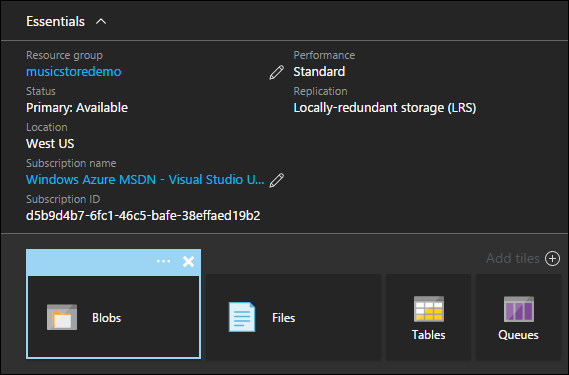 Essentials
Resource group
musicstoredemo
Performance
Standard
Status
Primary: Available
Replication
Locally-redundant storage (LRS)
Location
West US
Subscription name
Windows Azure MSDN - Visual Studio U...
Subscription ID
d5b9d4b7-6fc1-46c5-bafe-38effaed19b2
Add tiles
Blobs
Files
Tables
Queues